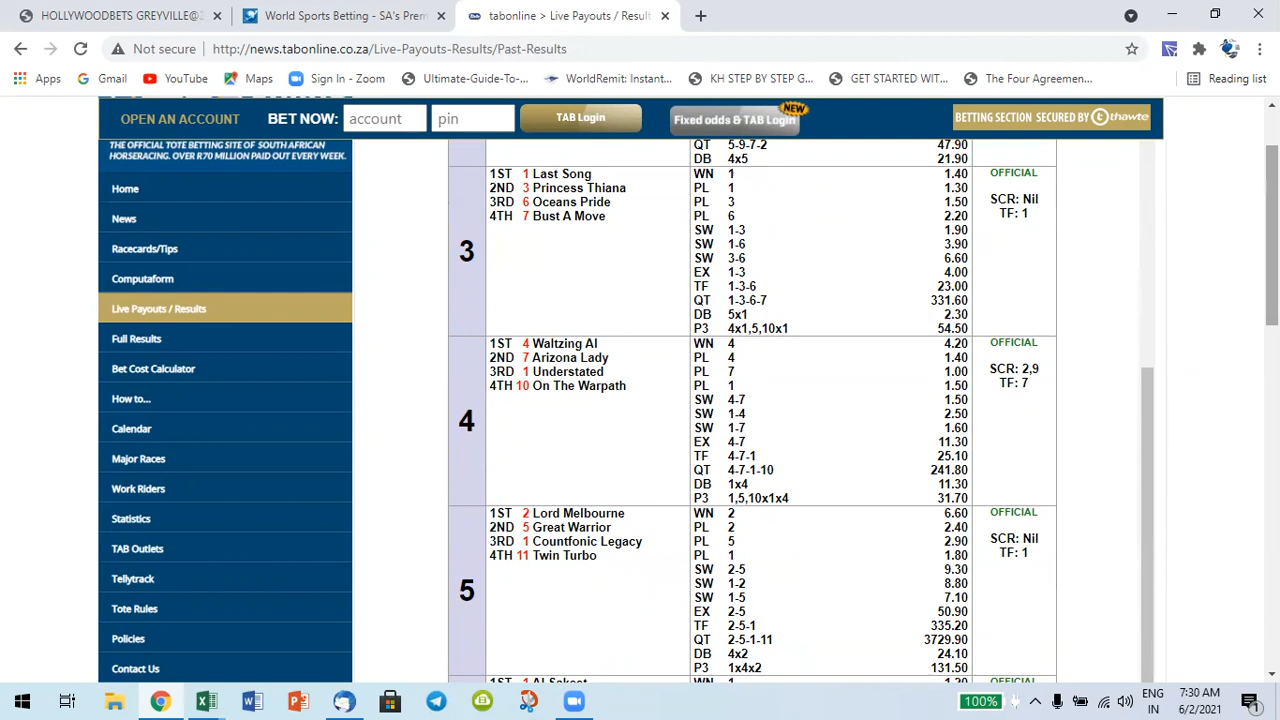 HOLLYWOODBETS GREYVILLE@2
World Sports Betting - SA's Prem
tabonline > Live Payouts / Result
Not secure http://news.tabonline.co.za/Live-Payouts-Results/Past-Results
Apps Gmail YouTube Maps Sign In - Zoom Ultimate-Guide-To-... WorldRemit: Instant... KH STEP BY STEP G... GET STARTED WIT... The Four Agreemen... Reading list
OPEN AN ACCOUNT BET NOW: account pin TAB Login Fixed odds & TAB Login NEW BETTING SECTION SECURED BY thawte
THE OFFICIAL TOTE BETTING SITE OF SOUTH AFRICAN
HORSERACING. OVER R70 MILLION PAID OUT EVERY WEEK.
Home
News
Racecards/Tips
Computaform
Live Payouts / Results
Full Results
Bet Cost Calculator
How to...
Calendar
Major Races
Work Riders
Statistics
TAB Outlets
Tellytrack
Tote Rules
Policies
Contact Us
QT 5-9-7-2 47.90
DB 4x5 21.90
3
1ST 1 Last Song
2ND 3 Princess Thiana
3RD 6 Oceans Pride
4TH 7 Bust A Move
WN 1 1.40
PL 1 1.30
PL 3 1.50
PL 6 2.20
SW 1-3 1.90
SW 1-6 3.90
SW 3-6 6.60
EX 1-3 4.00
TF 1-3-6 23.00
QT 1-3-6-7 331.60
DB 5x1 2.30
P3 4x1,5,10x1 54.50
OFFICIAL
SCR: Nil
TF: 1
4
1ST 4 Waltzing Al
2ND 7 Arizona Lady
3RD 1 Understated
4TH 10 On The Warpath
WN 4 4.20
PL 4 1.40
PL 7 1.00
PL 1 1.50
SW 4-7 1.50
SW 1-4 2.50
SW 1-7 1.60
EX 4-7 11.30
TF 4-7-1 25.10
QT 4-7-1-10 241.80
DB 1x4 11.30
P3 1,5,10x1x4 31.70
OFFICIAL
SCR: 2,9
TF: 7
5
1ST 2 Lord Melbourne
2ND 5 Great Warrior
3RD 1 Countfonic Legacy
4TH 11 Twin Turbo
WN 2 6.60
PL 2 2.40
PL 5 2.90
PL 1 1.80
SW 2-5 9.30
SW 1-2 8.80
SW 1-5 7.10
EX 2-5 50.90
TF 2-5-1 335.20
QT 2-5-1-11 3729.90
DB 4x2 24.10
P3 1x4x2 131.50
OFFICIAL
SCR: Nil
TF: 1
1ST 1 WN 1 1.20 OFFICIAL
100% ENG 7:30 AM
IN 6/2/2021 1